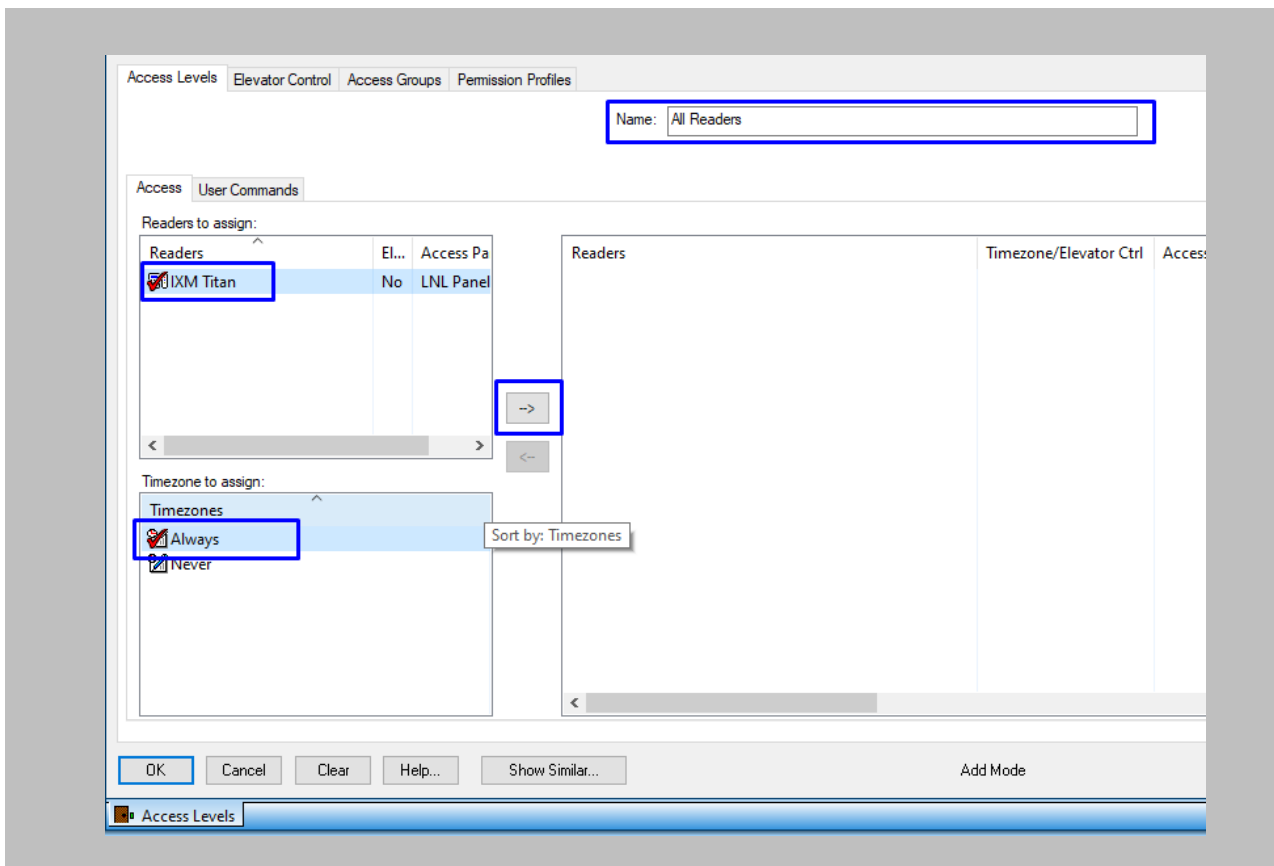 Access Levels Elevator Control Access Groups Permission Profiles
Name: All Readers
Access User Commands
Readers to assign:
Readers El... Access Pa Readers Timezone/Elevator Ctrl Access
IXM Titan No LNL Panel
-->
<--
Timezone to assign:
Timezones
Always Sort by: Timezones
Never
OK Cancel Clear Help... Show Similar... Add Mode
Access Levels